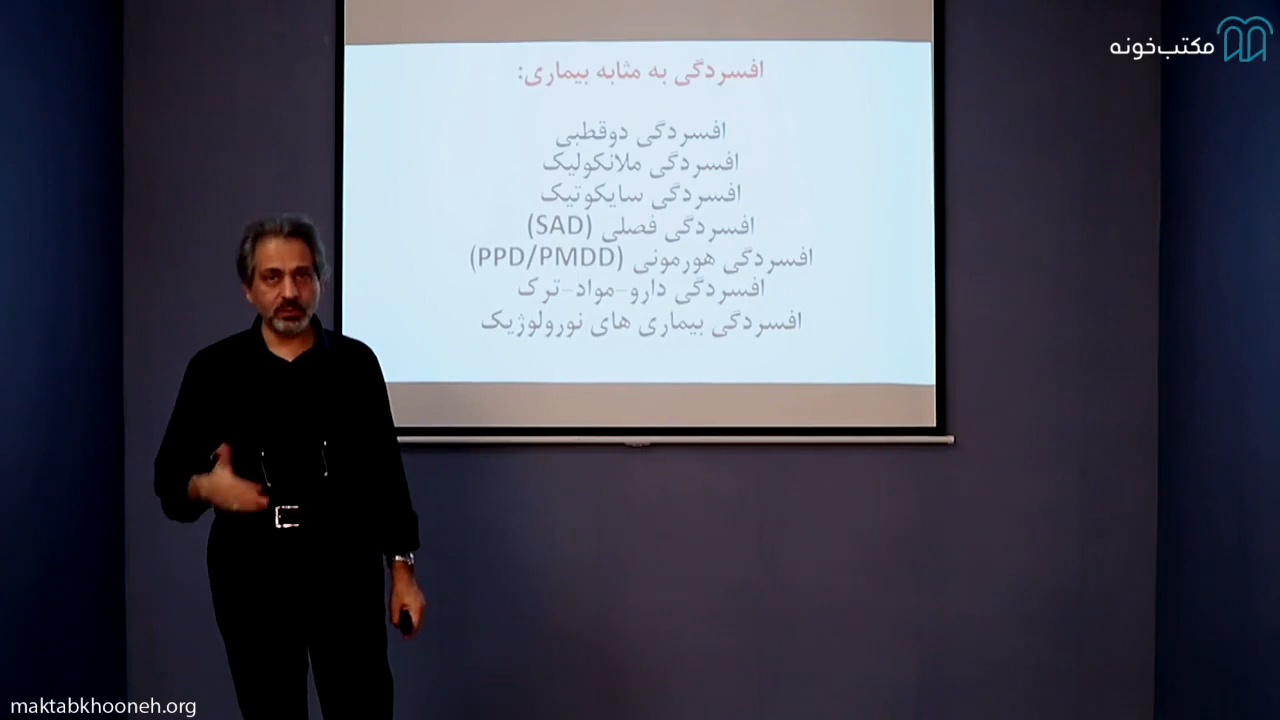 مکتب‌خونه
افسردگی به مثابه بیماری:
افسردگی دوقطبی
افسردگی ملانکولیک
افسردگی سایکوتیک
افسردگی فصلی (SAD)
افسردگی هورمونی (PPD/PMDD)
افسردگی دارو-مواد-ترک
افسردگی بیماری های نورولوژیک
maktabkhooneh.org